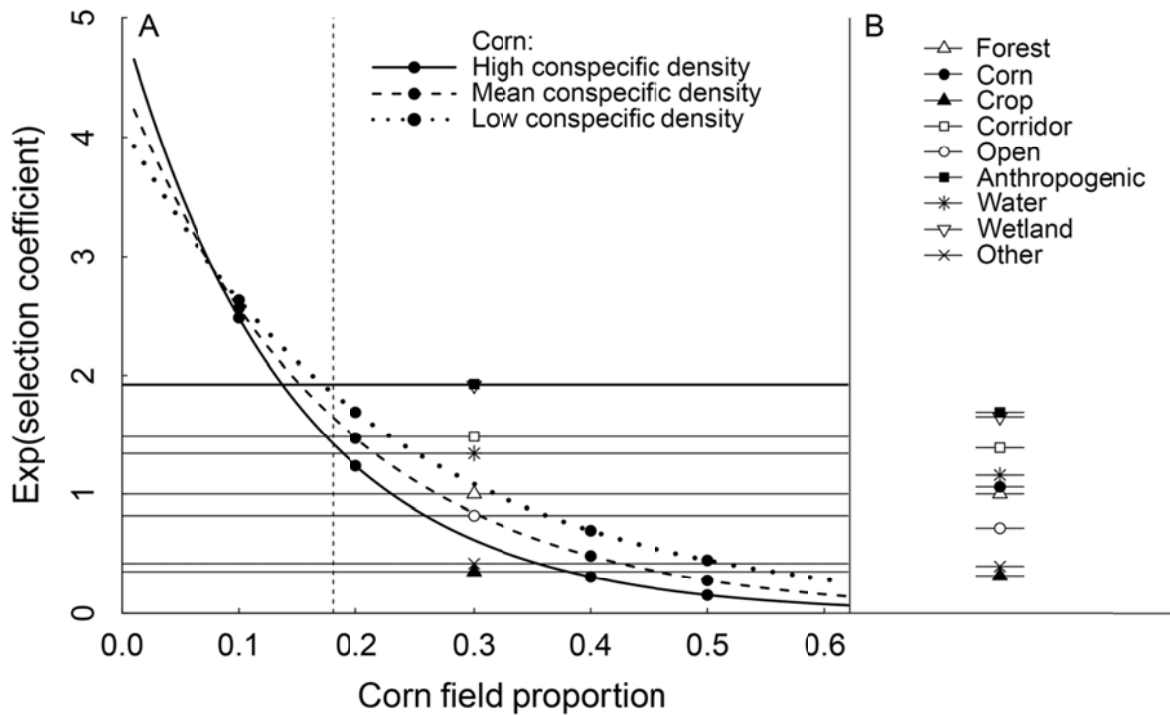 A
B
Corn:
High conspecific density
Mean conspecific density
Low conspecific density
Forest
Corn
Crop
Corridor
Open
Anthropogenic
Water
Wetland
Other
Exp(selection coefficient)
5
4
3
2
1
0
0.0 0.1 0.2 0.3 0.4 0.5 0.6
Corn field proportion